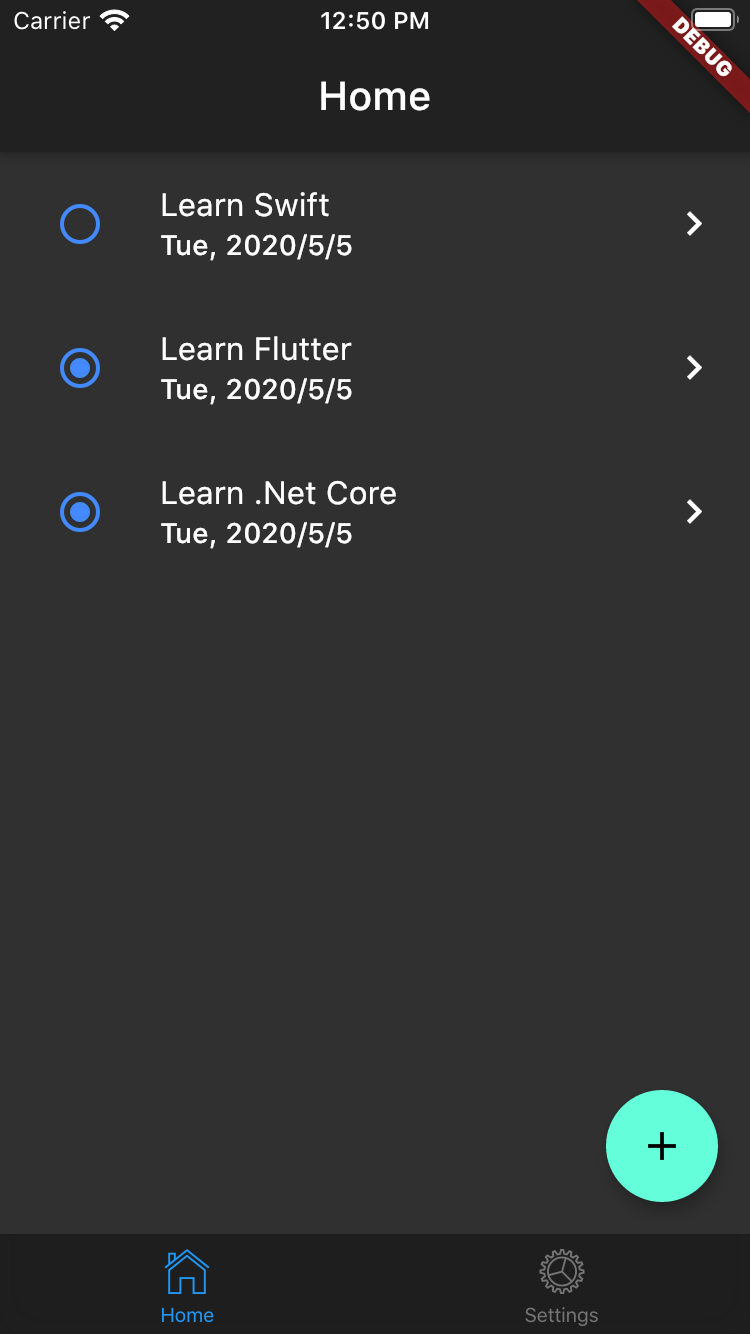 Carrier 12:50 PM
DEBUG
Home
Learn Swift
Tue, 2020/5/5
Learn Flutter
Tue, 2020/5/5
Learn .Net Core
Tue, 2020/5/5
Home Settings